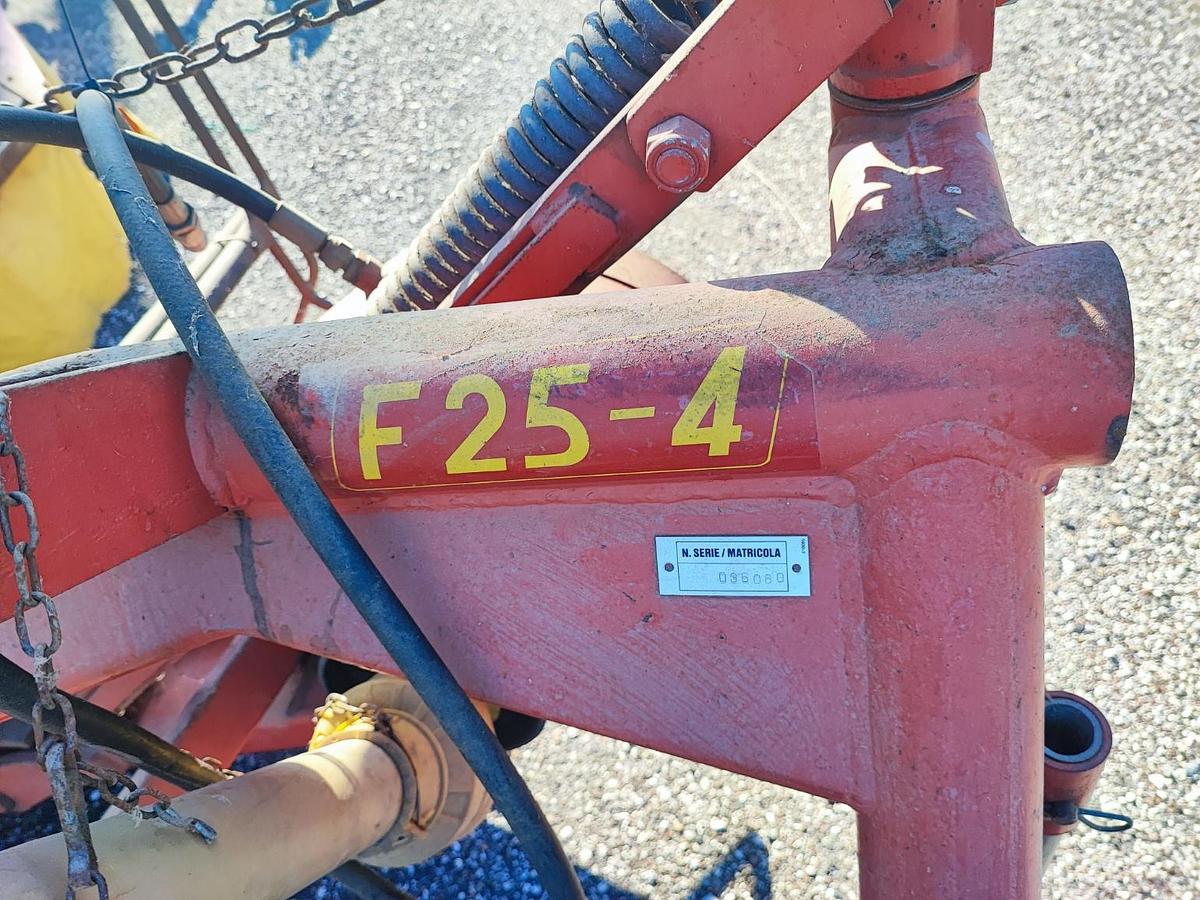 F25-4
N. SERIE / MATRICOLA
036080